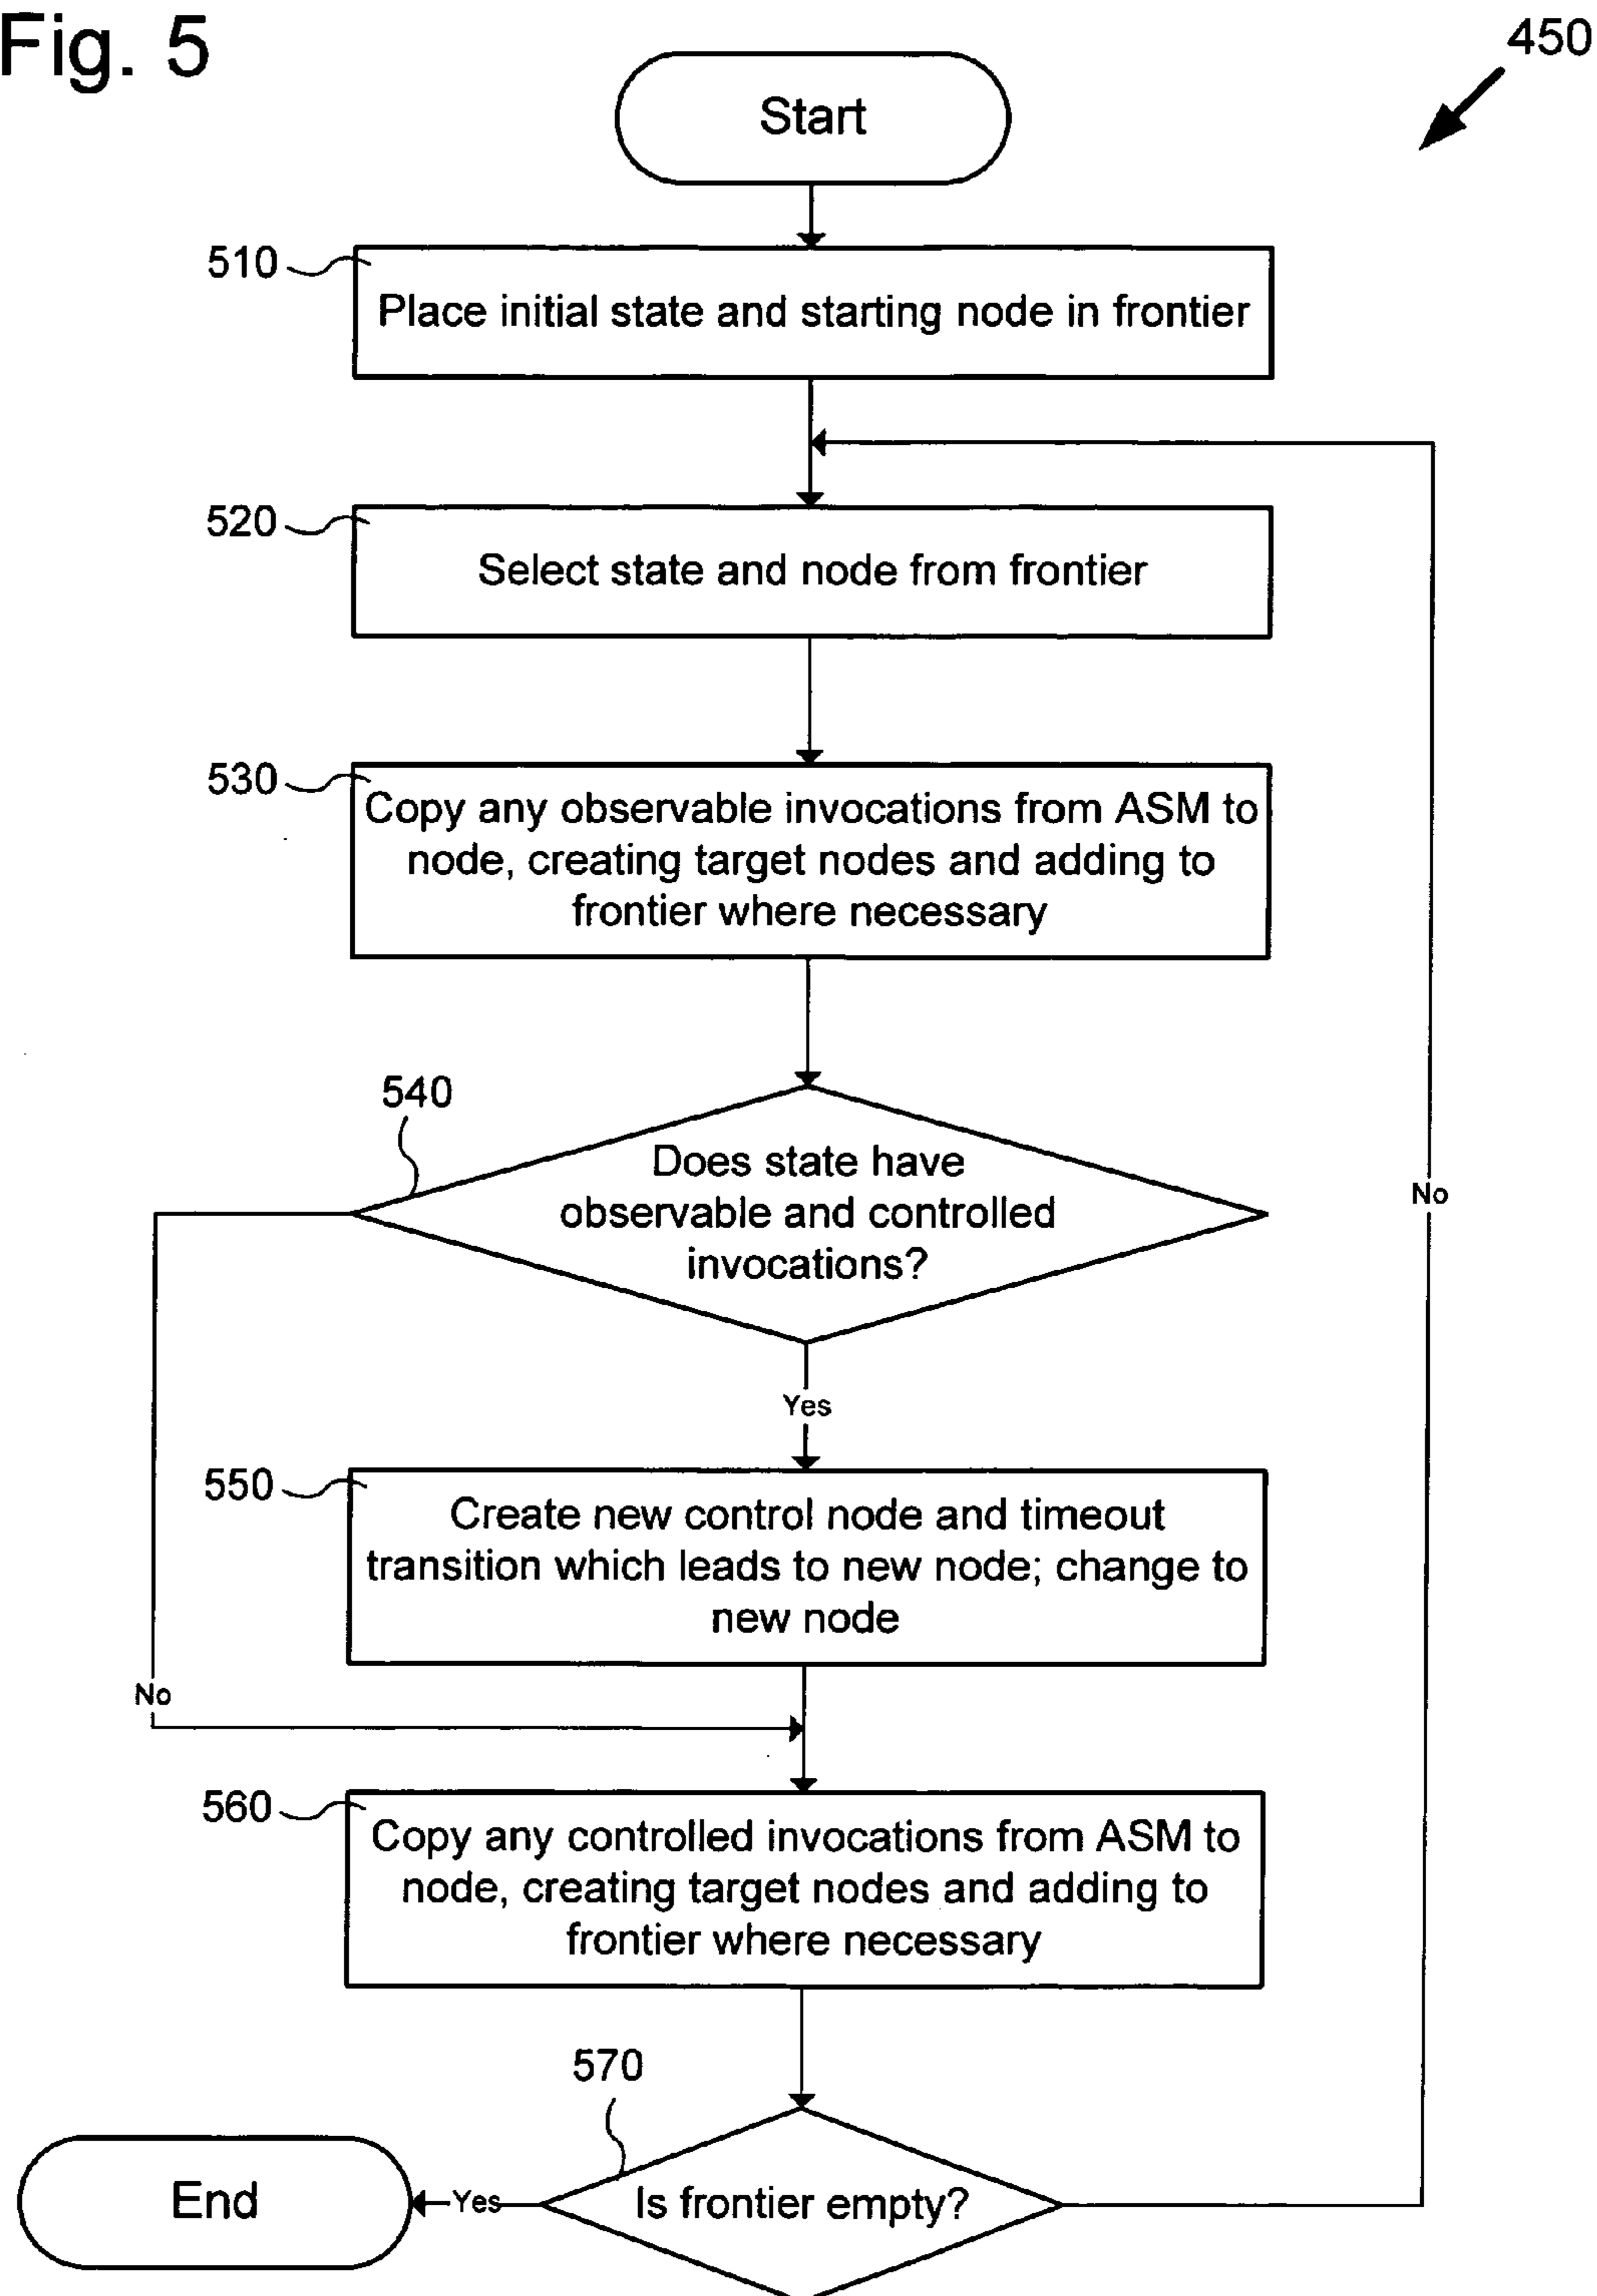 Fig. 5
450
Start
510
Place initial state and starting node in frontier
520
Select state and node from frontier
530
Copy any observable invocations from ASM to
node, creating target nodes and adding to
frontier where necessary
540
Does state have
observable and controlled
invocations?
No
Yes
550
Create new control node and timeout
transition which leads to new node; change to
new node
No
560
Copy any controlled invocations from ASM to
node, creating target nodes and adding to
frontier where necessary
570
End
Yes
Is frontier empty?